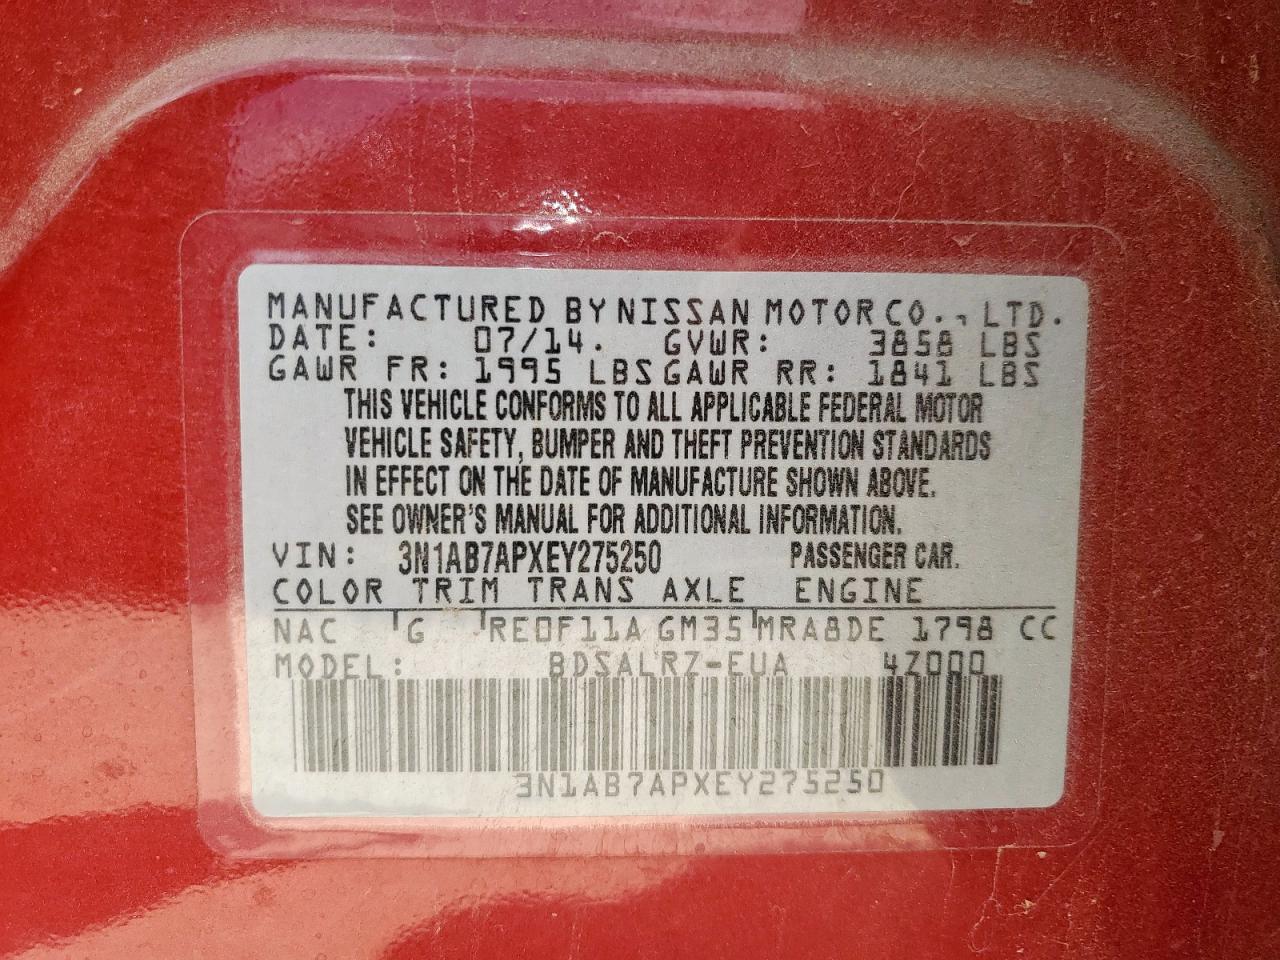 MANUFACTURED BY NISSAN MOTOR CO., LTD.
DATE: 07/14. GVWR: 3858 LBS
GAWR FR: 1995 LBS GAWR RR: 1841 LBS
THIS VEHICLE CONFORMS TO ALL APPLICABLE FEDERAL MOTOR
VEHICLE SAFETY, BUMPER AND THEFT PREVENTION STANDARDS
IN EFFECT ON THE DATE OF MANUFACTURE SHOWN ABOVE.
SEE OWNER'S MANUAL FOR ADDITIONAL INFORMATION.
VIN: 3N1AB7APXEY275250 PASSENGER CAR.
COLOR TRIM TRANS AXLE ENGINE
NAC G RE0F11A GM35 MRA8DE 1798 CC
MODEL: BDSALRZ-EUA 4Z000
3N1AB7APXEY275250